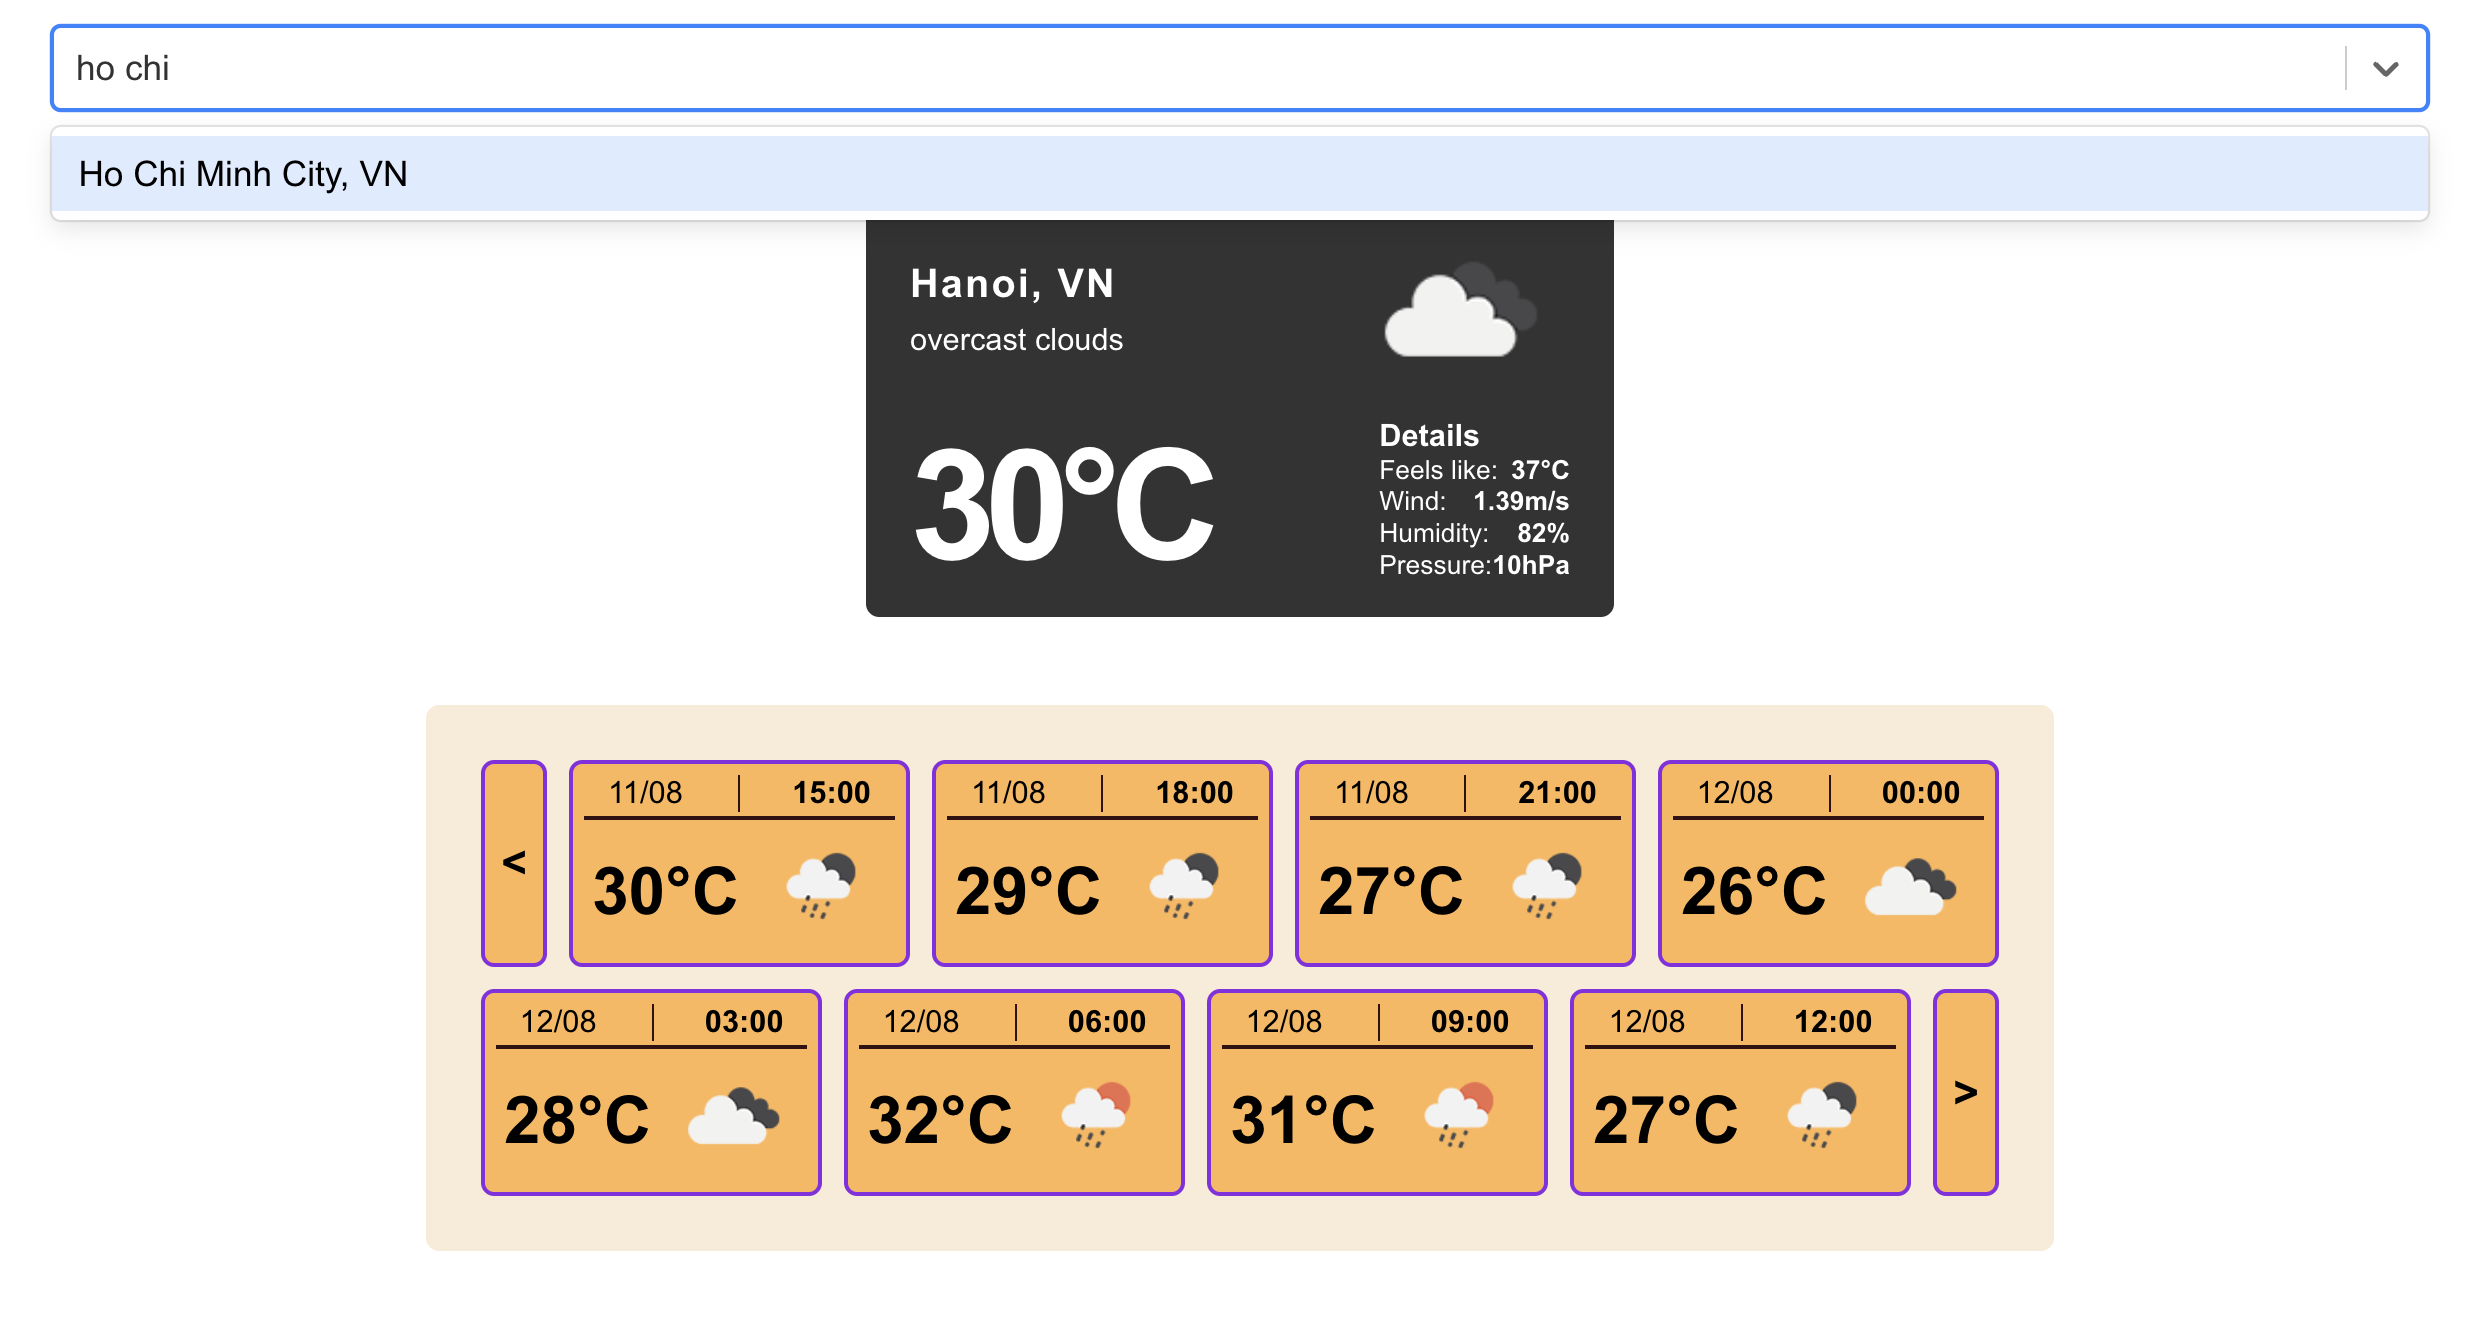 ho chi
Ho Chi Minh City, VN
Hanoi, VN
overcast clouds
30°C
Details
Feels like: 37°C
Wind: 1.39m/s
Humidity: 82%
Pressure:10hPa
<
11/08 15:00
30°C
11/08 18:00
29°C
11/08 21:00
27°C
12/08 00:00
26°C
12/08 03:00
28°C
12/08 06:00
32°C
12/08 09:00
31°C
12/08 12:00
27°C
>